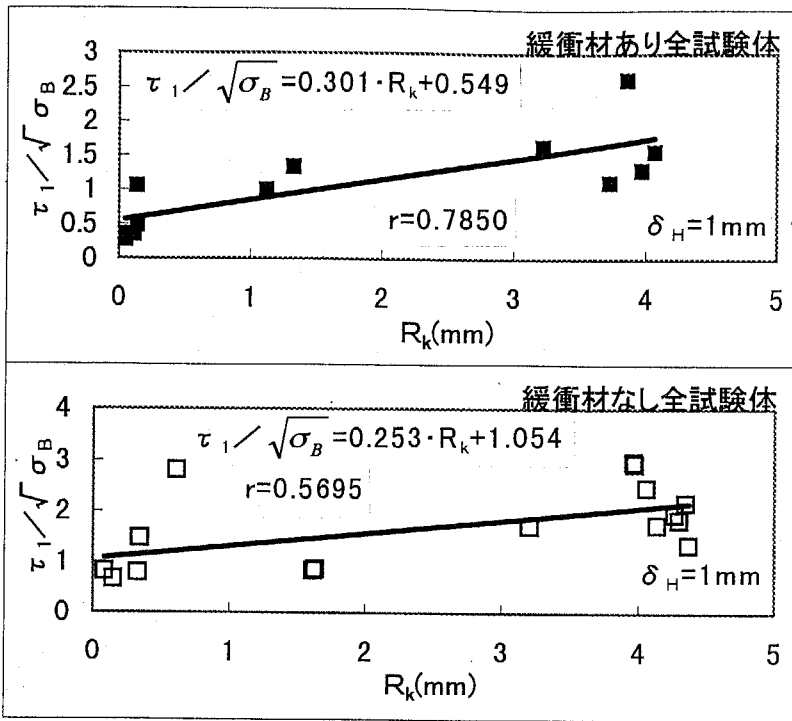 緩衝材あり全試験体
τ1／√σB=0.301・Rk+0.549
τ1／√σB
3
2.5
2
1.5
1
0.5
0
r=0.7850
δH=1mm
0 1 2 3 4 5
Rk(mm)
緩衝材なし全試験体
τ1／√σB=0.253・Rk+1.054
r=0.5695
τ1／√σB
4
3
2
1
0
δH=1mm
0 1 2 3 4 5
Rk(mm)